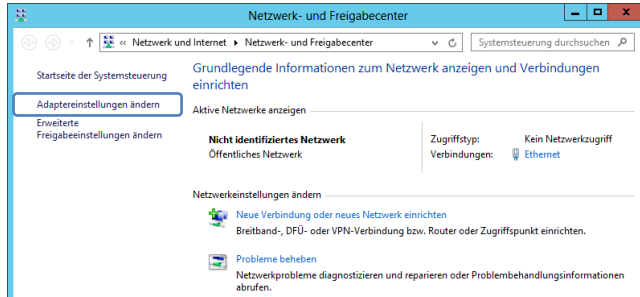 Netzwerk- und Freigabecenter
« Netzwerk und Internet ▸ Netzwerk- und Freigabecenter
Systemsteuerung durchsuchen
Startseite der Systemsteuerung
Adaptereinstellungen ändern
Erweiterte
Freigabeeinstellungen ändern
Grundlegende Informationen zum Netzwerk anzeigen und Verbindungen
einrichten
Aktive Netzwerke anzeigen
Nicht identifiziertes Netzwerk
Öffentliches Netzwerk
Zugriffstyp: Kein Netzwerkzugriff
Verbindungen: Ethernet
Netzwerkeinstellungen ändern
Neue Verbindung oder neues Netzwerk einrichten
Breitband-, DFÜ- oder VPN-Verbindung bzw. Router oder Zugriffspunkt einrichten.
Probleme beheben
Netzwerkprobleme diagnostizieren und reparieren oder Problembehandlungsinformationen
abrufen.